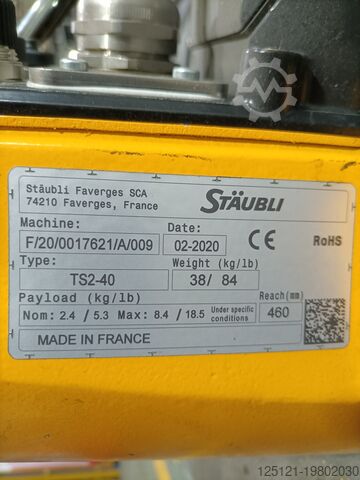 Stäubli Faverges SCA
74210 Faverges, France
STÄUBLI
Machine:
Date:
F/20/0017621/A/009
02-2020
CE
RoHS
Type:
Weight (kg/lb)
TS2-40
38/ 84
Payload (kg/lb)
Reach(mm)
Nom: 2.4 / 5.3 Max: 8.4 / 18.5
Under specific
conditions
460
MADE IN FRANCE
125121-19802030